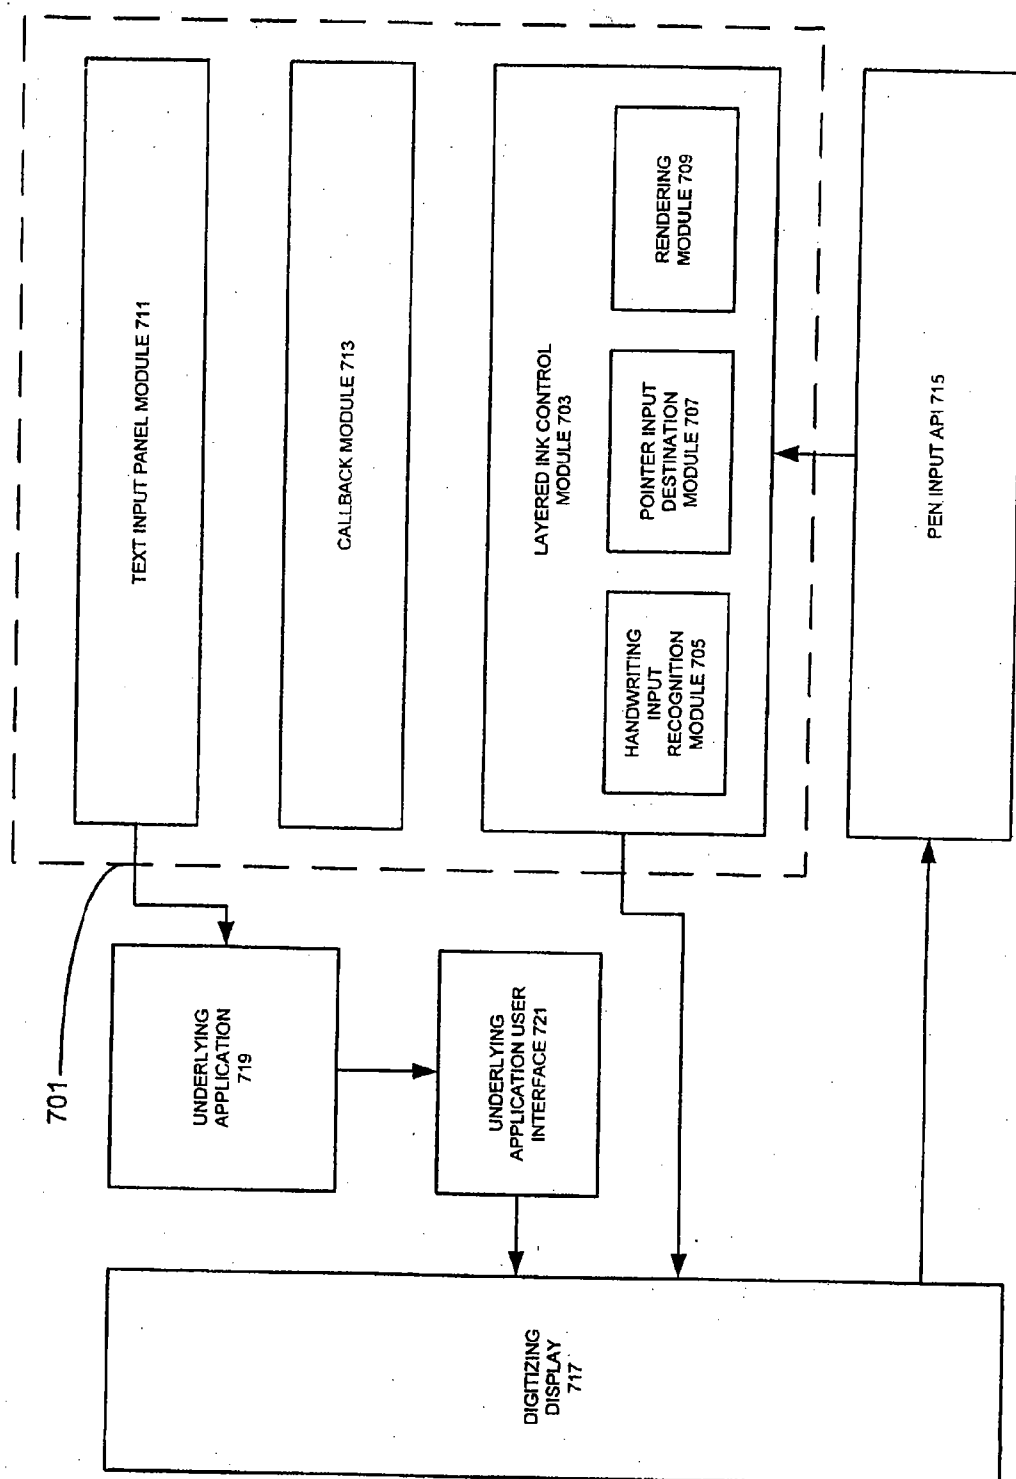 TEXT INPUT PANEL MODULE 711
CALLBACK MODULE 713
LAYERED INK CONTROL
MODULE 703
HANDWRITING
INPUT
RECOGNITION
MODULE 705
POINTER INPUT
DESTINATION
MODULE 707
RENDERING
MODULE 709
PEN INPUT API 715
701
UNDERLYING
APPLICATION
719
UNDERLYING
APPLICATION USER
INTERFACE 721
DIGITIZING
DISPLAY
717